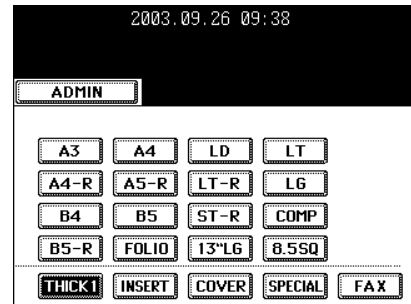 2003.09.26 09:38
ADMIN
A3 A4 LD LT
A4-R A5-R LT-R LG
B4 B5 ST-R COMP
B5-R FOLIO 13"LG 8.5SQ
THICK1 INSERT COVER SPECIAL FAX